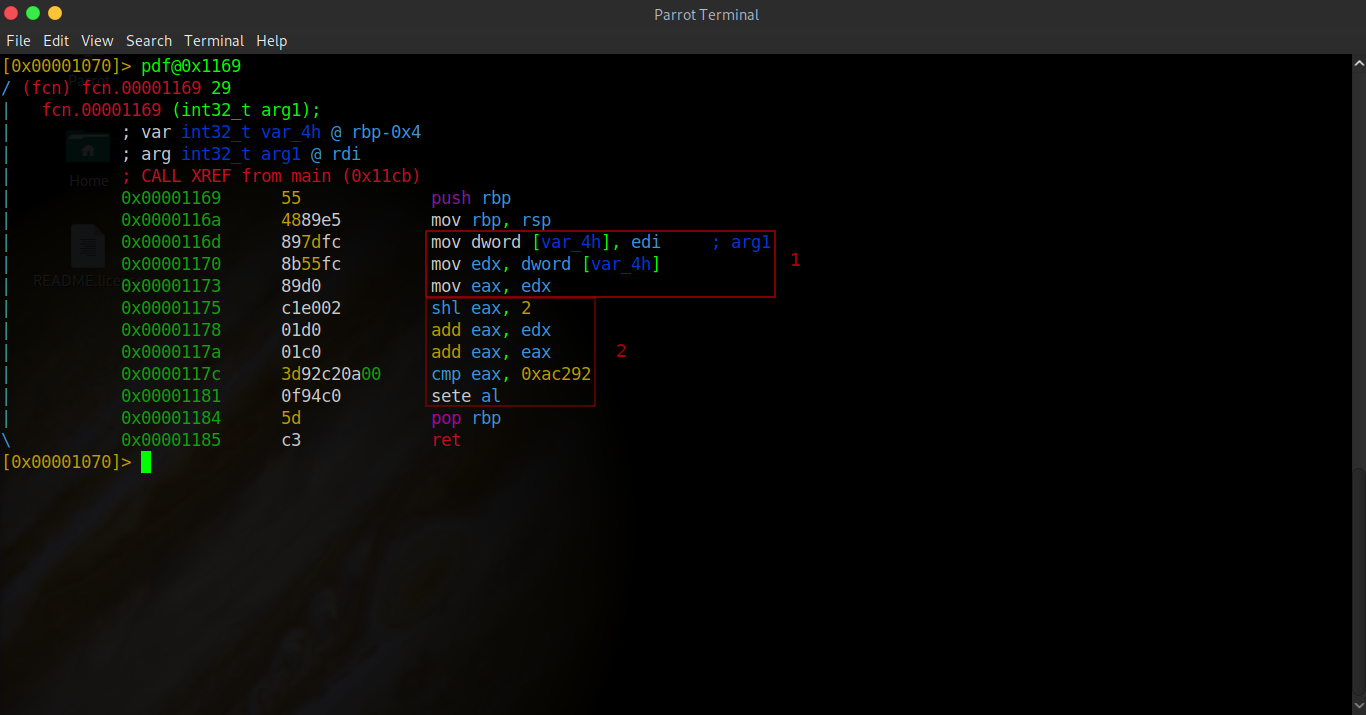 Parrot Terminal
File Edit View Search Terminal Help
[0x00001070]> pdf@0x1169
Parrot
/ (fcn) fcn.00001169 29
| fcn.00001169 (int32_t arg1);
| ; var int32_t var_4h @ rbp-0x4
| ; arg int32_t arg1 @ rdi
| ; CALL XREF from main (0x11cb)
Home
| 0x00001169 55 push rbp
| 0x0000116a 4889e5 mov rbp, rsp
| 0x0000116d 897dfc mov dword [var_4h], edi ; arg1
| 0x00001170 8b55fc mov edx, dword [var_4h]
1
README.lice
| 0x00001173 89d0 mov eax, edx
| 0x00001175 c1e002 shl eax, 2
| 0x00001178 01d0 add eax, edx
| 0x0000117a 01c0 add eax, eax
2
| 0x0000117c 3d92c20a00 cmp eax, 0xac292
| 0x00001181 0f94c0 sete al
| 0x00001184 5d pop rbp
\ 0x00001185 c3 ret
[0x00001070]>